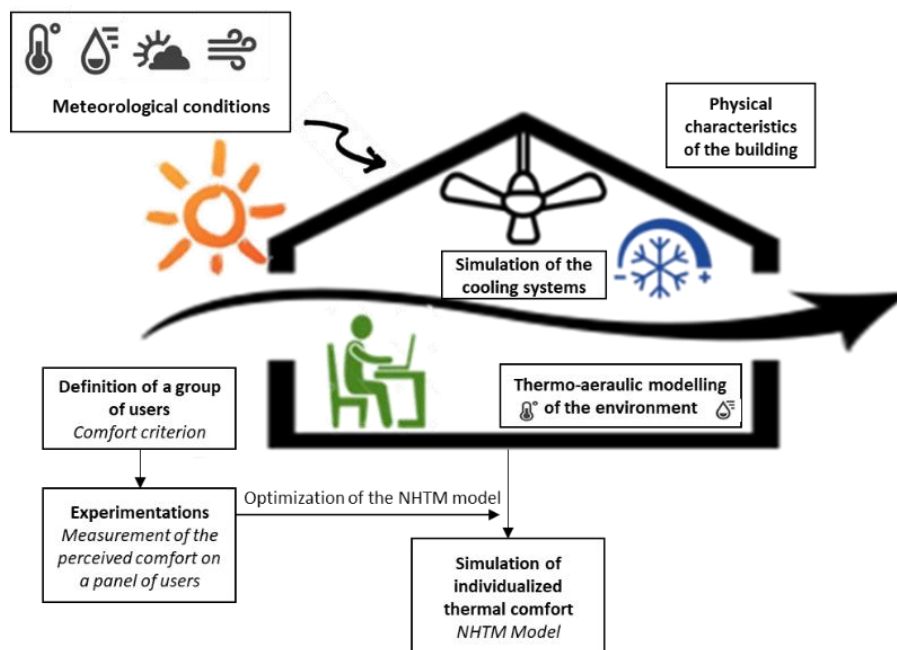 Meteorological conditions
Physical
characteristics
of the building
Simulation of the
cooling systems
- +
Definition of a group
of users
Comfort criterion
Thermo-aeraulic modelling
of the environment
Experimentations
Measurement of the
perceived comfort on
a panel of users
Optimization of the NHTM model
Simulation of
individualized
thermal comfort
NHTM Model